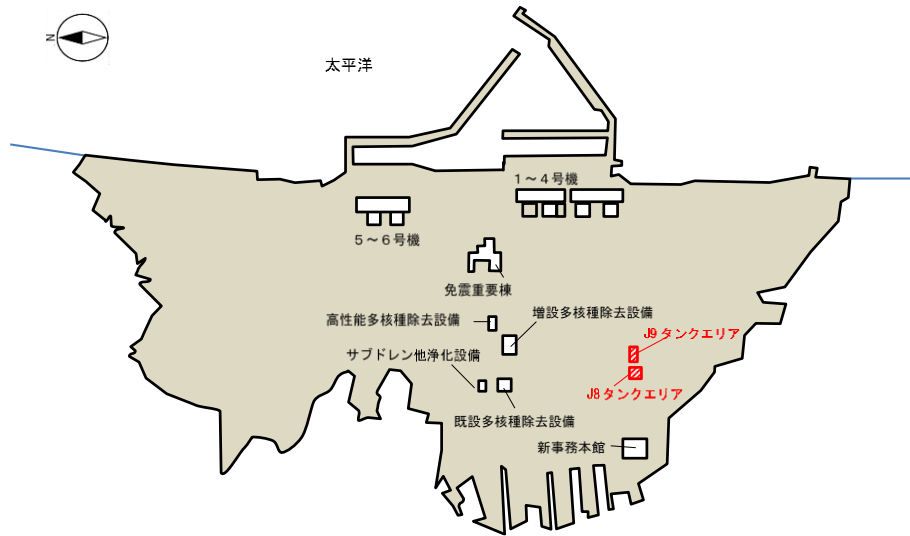 N
太平洋
1～4号機
5～6号機
免震重要棟
増設多核種除去設備
高性能多核種除去設備
J9タンクエリア
サブドレン他浄化設備
J8タンクエリア
既設多核種除去設備
新事務本館